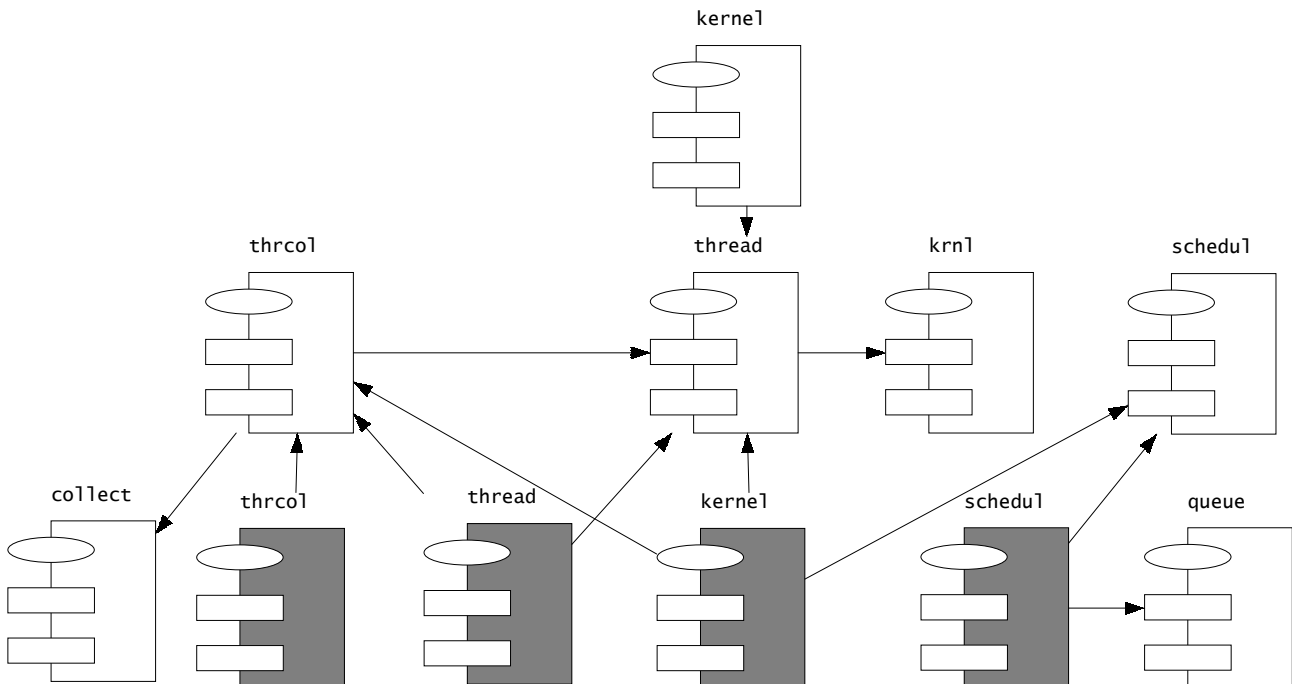 kernel
thrcol
thread
krnl
schedul
collect
thrcol
thread
kernel
schedul
queue